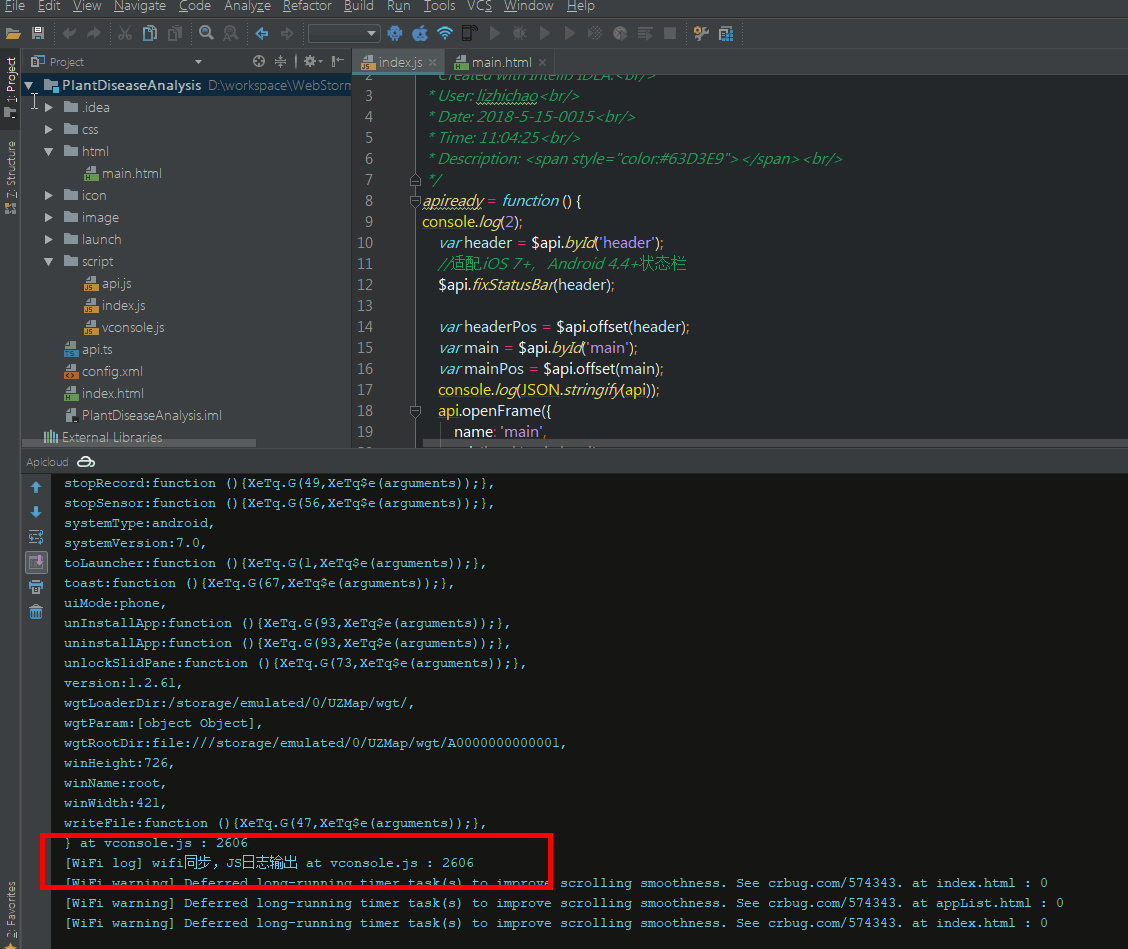 File Edit View Navigate Code Analyze Refactor Build Run Tools VCS Window Help
1: Project
7: Structure
2: Favorites
Project
PlantDiseaseAnalysis D:\workspace\WebStorm
.idea
css
html
main.html
icon
image
launch
script
api.js
index.js
vconsole.js
api.ts
config.xml
index.html
PlantDiseaseAnalysis.iml
External Libraries
index.js
main.html
2 * Created with IntelliJ IDEA.<br/>
3 * User: lizhichao<br/>
4 * Date: 2018-5-15-0015<br/>
5 * Time: 11:04:25<br/>
6 * Description: <span style="color:#63D3E9"></span><br/>
7 */
8 apiready = function () {
9 console.log(2);
10 var header = $api.byId('header');
11 //适配iOS 7+，Android 4.4+状态栏
12 $api.fixStatusBar(header);
13
14 var headerPos = $api.offset(header);
15 var main = $api.byId('main');
16 var mainPos = $api.offset(main);
17 console.log(JSON.stringify(api));
18 api.openFrame({
19 name: 'main',
Apicloud
stopRecord:function (){XeTq.G(49,XeTq$e(arguments));},
stopSensor:function (){XeTq.G(56,XeTq$e(arguments));},
systemType:android,
systemVersion:7.0,
toLauncher:function (){XeTq.G(1,XeTq$e(arguments));},
toast:function (){XeTq.G(67,XeTq$e(arguments));},
uiMode:phone,
unInstallApp:function (){XeTq.G(93,XeTq$e(arguments));},
uninstallApp:function (){XeTq.G(93,XeTq$e(arguments));},
unlockSlidPane:function (){XeTq.G(73,XeTq$e(arguments));},
version:1.2.61,
wgtLoaderDir:/storage/emulated/0/UZMap/wgt/,
wgtParam:[object Object],
wgtRootDir:file:///storage/emulated/0/UZMap/wgt/A0000000000001,
winHeight:726,
winName:root,
winWidth:421,
writeFile:function (){XeTq.G(47,XeTq$e(arguments));},
} at vconsole.js : 2606
[WiFi log] wifi同步，JS日志输出 at vconsole.js : 2606
[WiFi warning] Deferred long-running timer task(s) to improve scrolling smoothness. See crbug.com/574343. at index.html : 0
[WiFi warning] Deferred long-running timer task(s) to improve scrolling smoothness. See crbug.com/574343. at appList.html : 0
[WiFi warning] Deferred long-running timer task(s) to improve scrolling smoothness. See crbug.com/574343. at index.html : 0